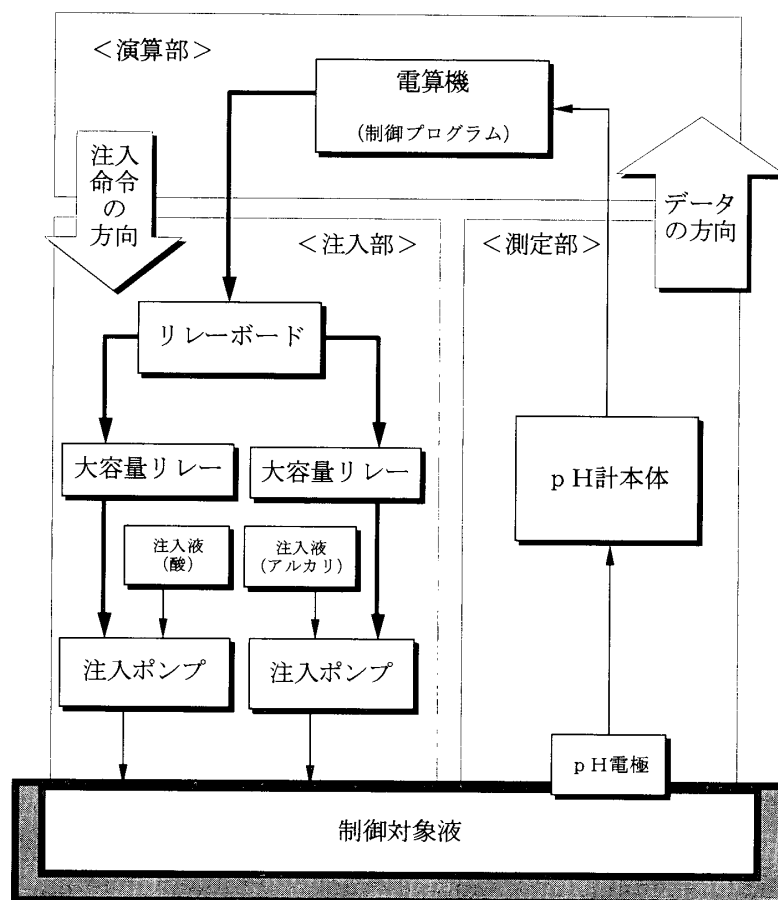 ＜演算部＞
電算機
(制御プログラム)
注入
命令
の
方向
データ
の方向
＜注入部＞
＜測定部＞
リレーボード
大容量リレー
大容量リレー
ｐＨ計本体
注入液
(酸)
注入液
(アルカリ)
注入ポンプ
注入ポンプ
ｐＨ電極
制御対象液